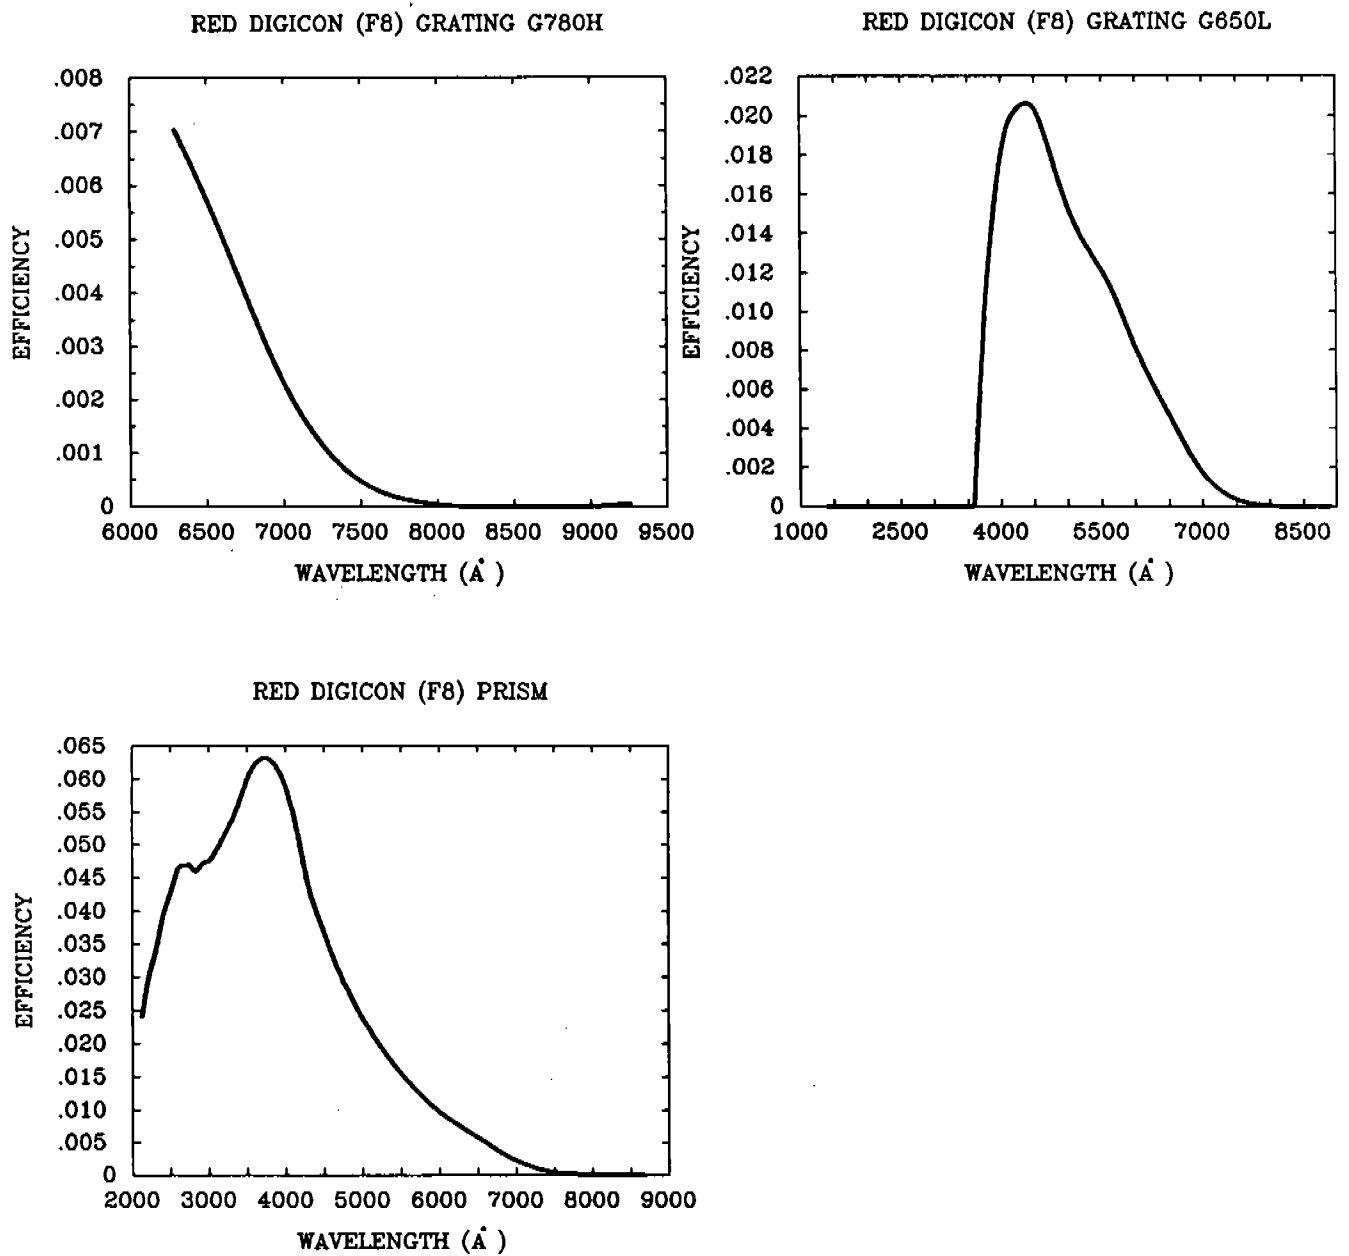 RED DIGICON (F8) GRATING G780H
.008
.007
.006
.005
.004
.003
.002
.001
0
EFFICIENCY
6000 6500 7000 7500 8000 8500 9000 9500
WAVELENGTH (Å)
RED DIGICON (F8) GRATING G650L
.022
.020
.018
.016
.014
.012
.010
.008
.006
.004
.002
0
EFFICIENCY
1000 2500 4000 5500 7000 8500
WAVELENGTH (Å)
RED DIGICON (F8) PRISM
.065
.060
.055
.050
.045
.040
.035
.030
.025
.020
.015
.010
.005
0
EFFICIENCY
2000 3000 4000 5000 6000 7000 8000 9000
WAVELENGTH (Å)